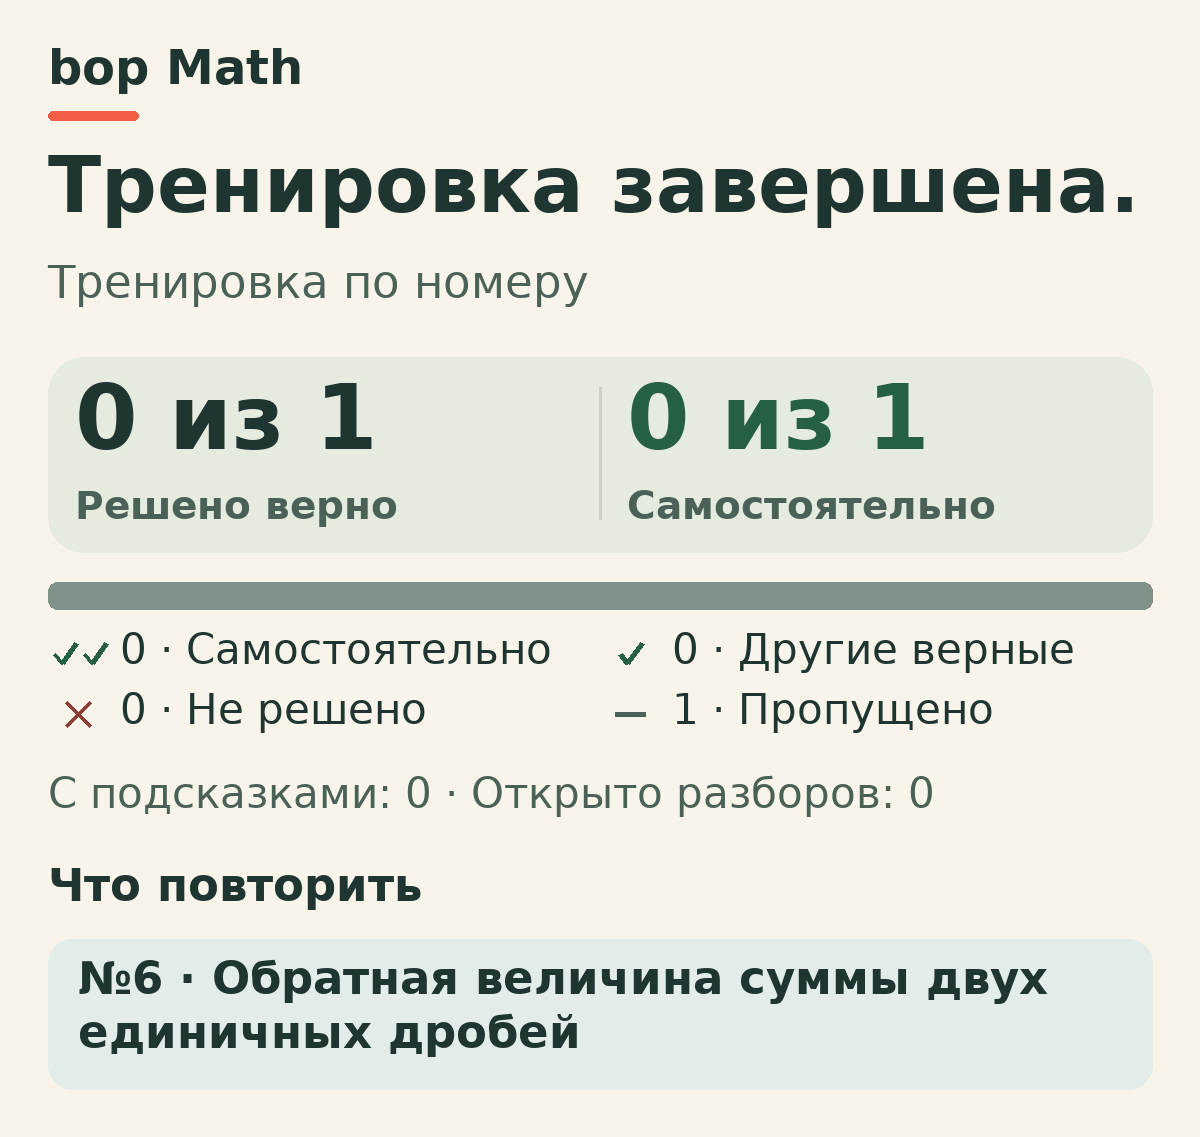 bop Math
Тренировка завершена.
Тренировка по номеру
0 из 1
Решено верно
0 из 1
Самостоятельно
0 · Самостоятельно
0 · Другие верные
0 · Не решено
1 · Пропущено
С подсказками: 0 · Открыто разборов: 0
Что повторить
№6 · Обратная величина суммы двух
единичных дробей